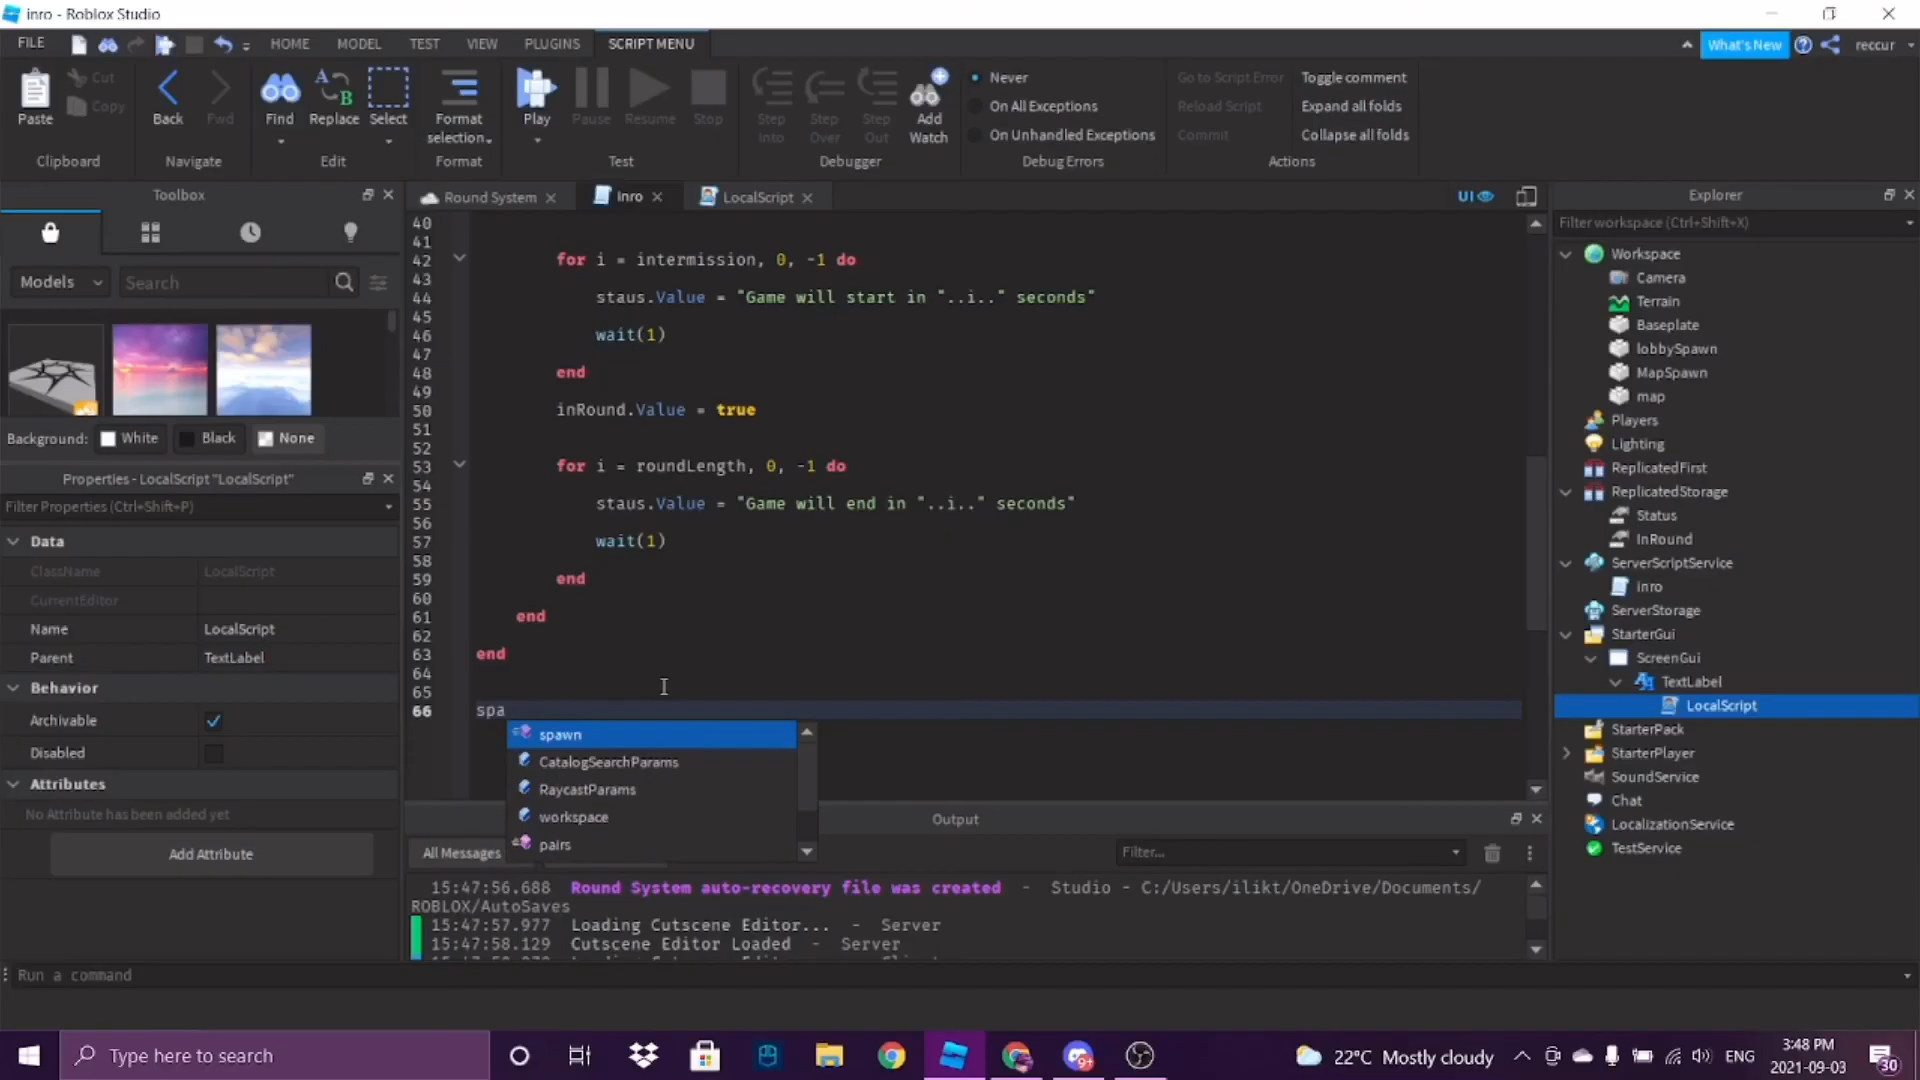 inro - Roblox Studio
FILE HOME MODEL TEST VIEW PLUGINS SCRIPT MENU What's New reccur
Paste Cut Copy Clipboard
Back Fwd Navigate
Find Replace Select Edit
Format selection Format
Play Pause Resume Stop Test
Step Into Step Over Step Out Add Watch Debugger
Never
On All Exceptions
On Unhandled Exceptions
Debug Errors
Go to Script Error Toggle comment
Reload Script Expand all folds
Commit Collapse all folds
Actions
Toolbox
Models Search
Background: White Black None
Properties - LocalScript "LocalScript"
Filter Properties (Ctrl+Shift+P)
Data
ClassName LocalScript
CurrentEditor
Name LocalScript
Parent TextLabel
Behavior
Archivable
Disabled
Attributes
No Attribute has been added yet
Add Attribute
Round System inro LocalScript UI
40
41
42 for i = intermission, 0, -1 do
43
44 staus.Value = "Game will start in "..i.." seconds"
45
46 wait(1)
47
48 end
49
50 inRound.Value = true
51
52
53 for i = roundLength, 0, -1 do
54
55 staus.Value = "Game will end in "..i.." seconds"
56
57 wait(1)
58
59 end
60
61 end
62
63 end
64
65
66 spa
spawn
CatalogSearchParams
RaycastParams
workspace
pairs
Output
All Messages Filter...
15:47:56.688 Round System auto-recovery file was created - Studio - C:/Users/ilikt/OneDrive/Documents/
ROBLOX/AutoSaves
15:47:57.977 Loading Cutscene Editor... - Server
15:47:58.129 Cutscene Editor Loaded - Server
Explorer
Filter workspace (Ctrl+Shift+X)
Workspace
Camera
Terrain
Baseplate
lobbySpawn
MapSpawn
map
Players
Lighting
ReplicatedFirst
ReplicatedStorage
Status
InRound
ServerScriptService
inro
ServerStorage
StarterGui
ScreenGui
TextLabel
LocalScript
StarterPack
StarterPlayer
SoundService
Chat
LocalizationService
TestService
Run a command
Type here to search
22°C Mostly cloudy ENG
3:48 PM
2021-09-03
30